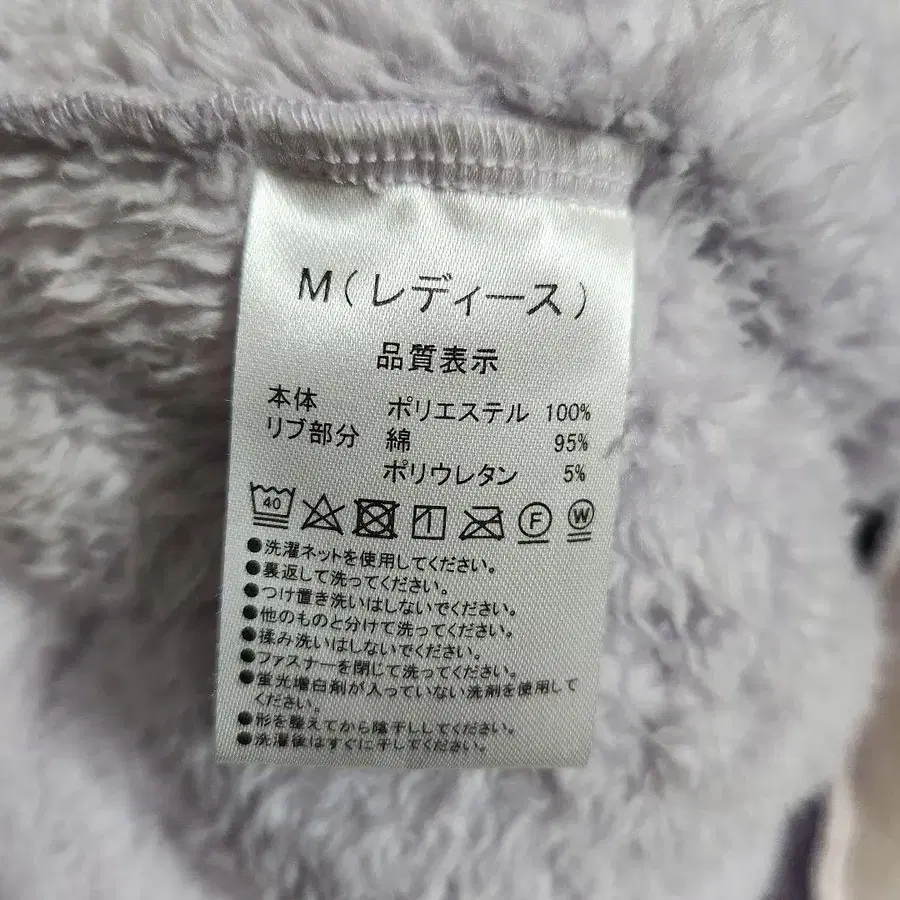 M(レディース)
品質表示
本体 ポリエステル 100%
リブ部分 綿 95%
ポリウレタン 5%
40 F W
●洗濯ネットを使用してください。
●裏返して洗ってください。
●つけ置き洗いはしないでください。
●他のものと分けて洗ってください。
●揉み洗いはしないでください。
●ファスナーを閉じて洗ってください。
●蛍光増白剤が入っていない洗剤を使用して
ください。
●形を整えてから陰干ししてください。
●洗濯後はすぐに干してください。